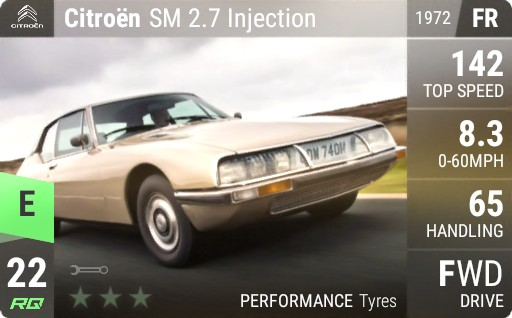 CITROËN
Citroën SM 2.7 Injection
1972 FR
142
TOP SPEED
8.3
0-60MPH
65
HANDLING
FWD
DRIVE
E
22
RQ
PERFORMANCE Tyres